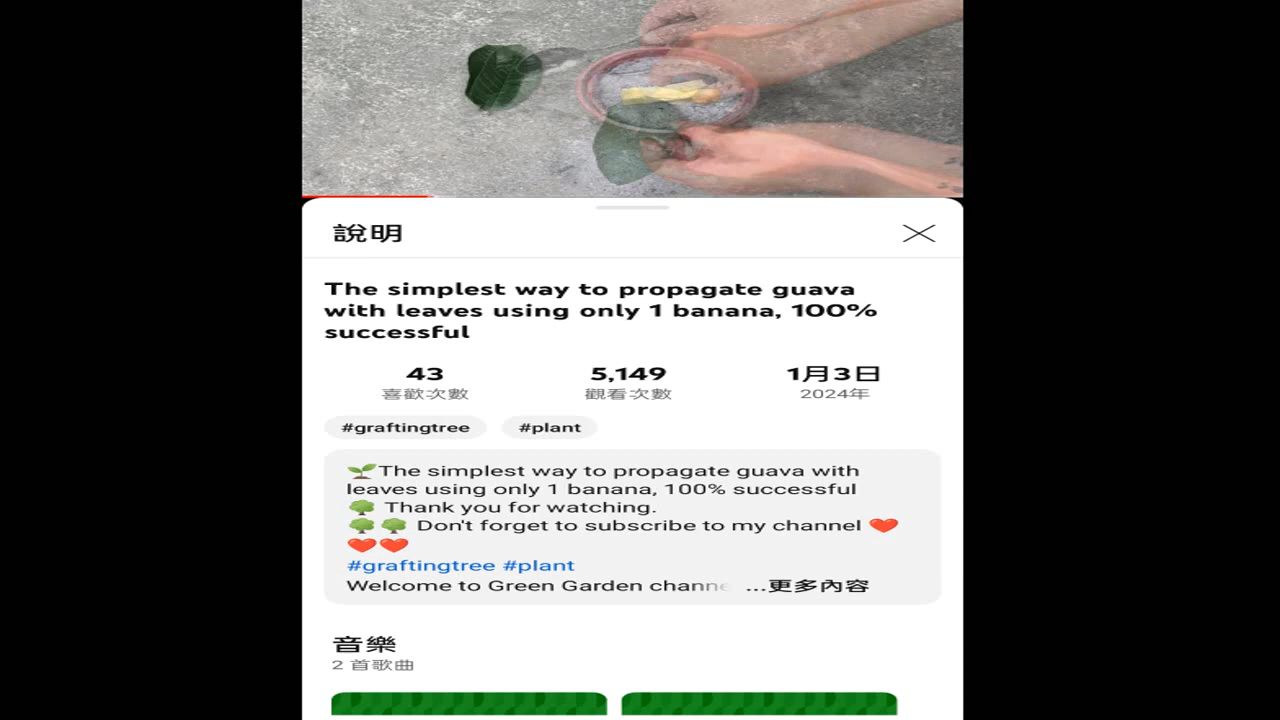 說明
The simplest way to propagate guava
with leaves using only 1 banana, 100%
successful
43 5,149 1月3日
喜歡次數 觀看次數 2024年
#graftingtree #plant
🌱The simplest way to propagate guava with
leaves using only 1 banana, 100% successful
🌳 Thank you for watching.
🌳🌳 Don't forget to subscribe to my channel ❤️
❤️❤️
#graftingtree #plant
Welcome to Green Garden channe ...更多內容
音樂
2 首歌曲